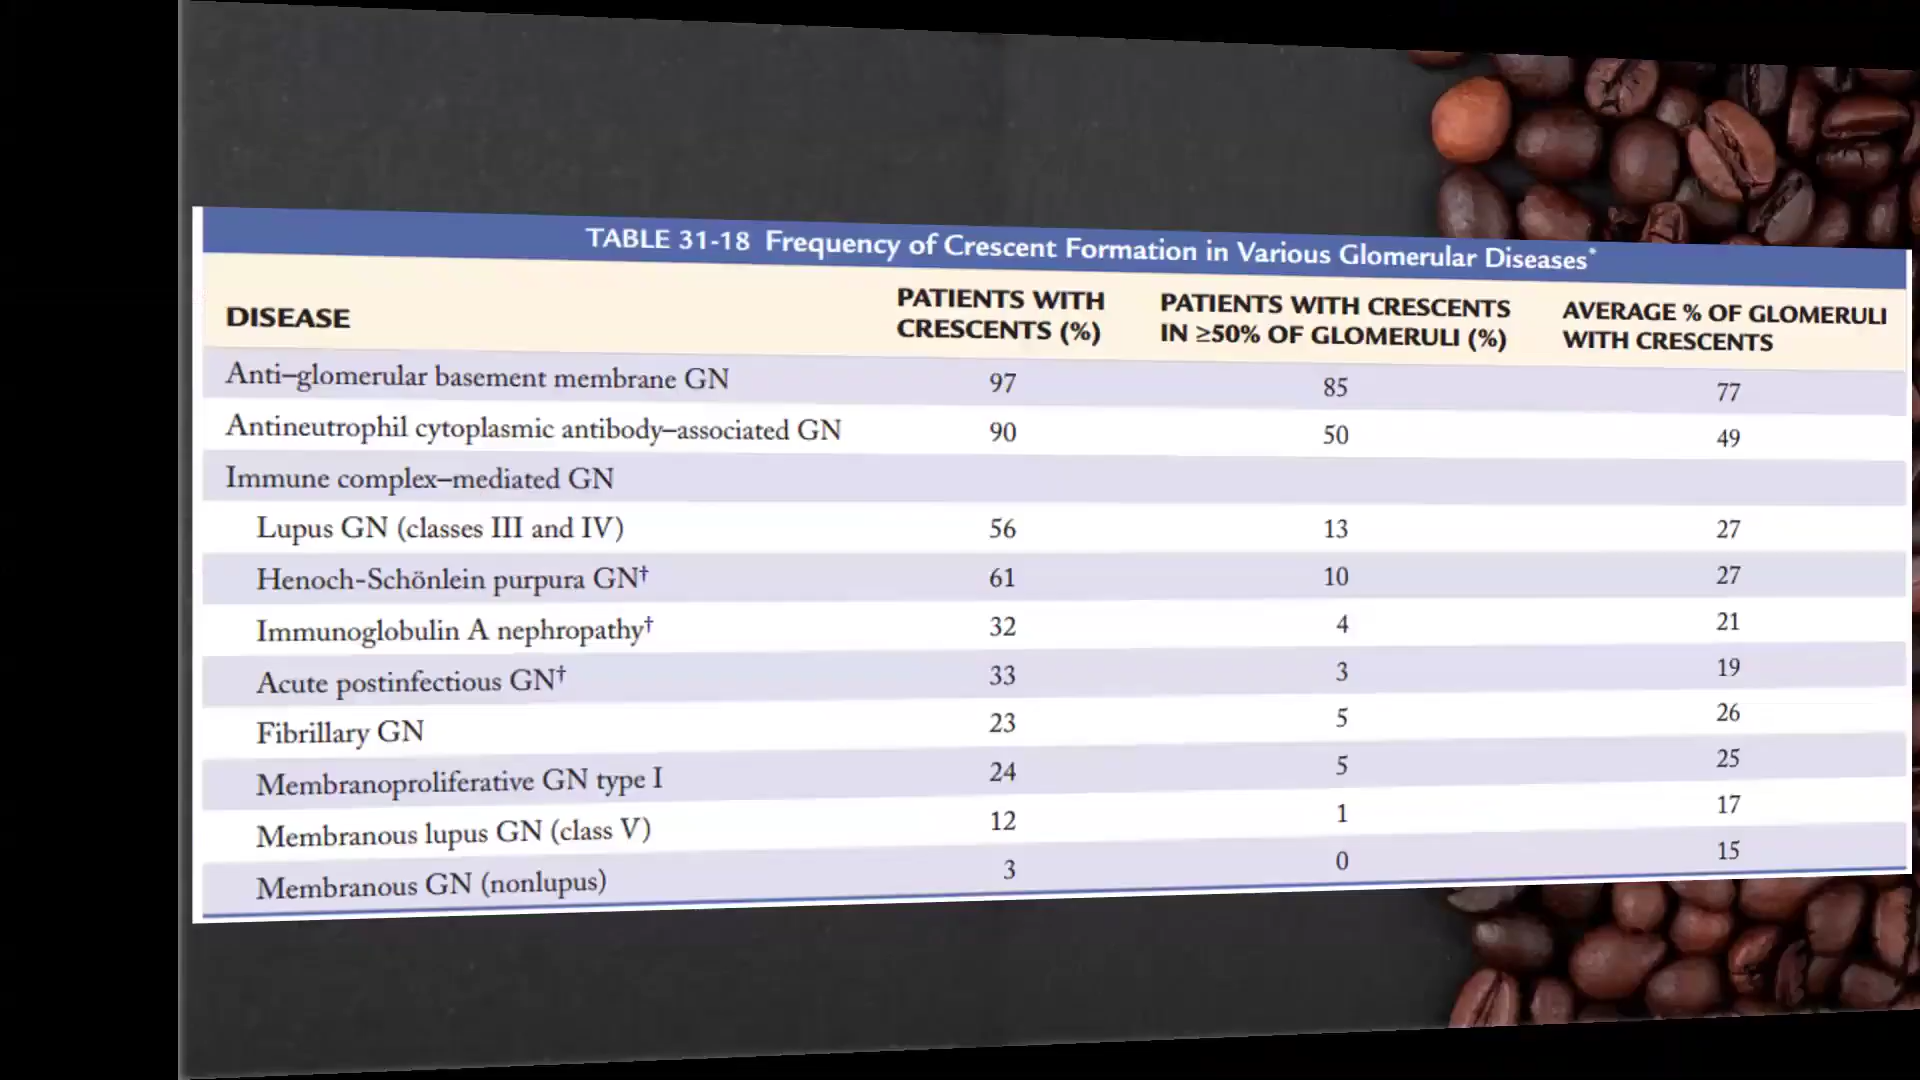 TABLE 31-18 Frequency of Crescent Formation in Various Glomerular Diseases*
DISEASE PATIENTS WITH CRESCENTS (%) PATIENTS WITH CRESCENTS IN ≥50% OF GLOMERULI (%) AVERAGE % OF GLOMERULI WITH CRESCENTS
Anti–glomerular basement membrane GN 97 85 77
Antineutrophil cytoplasmic antibody–associated GN 90 50 49
Immune complex–mediated GN
Lupus GN (classes III and IV) 56 13 27
Henoch-Schönlein purpura GN† 61 10 27
Immunoglobulin A nephropathy† 32 4 21
Acute postinfectious GN† 33 3 19
Fibrillary GN 23 5 26
Membranoproliferative GN type I 24 5 25
Membranous lupus GN (class V) 12 1 17
Membranous GN (nonlupus) 3 0 15